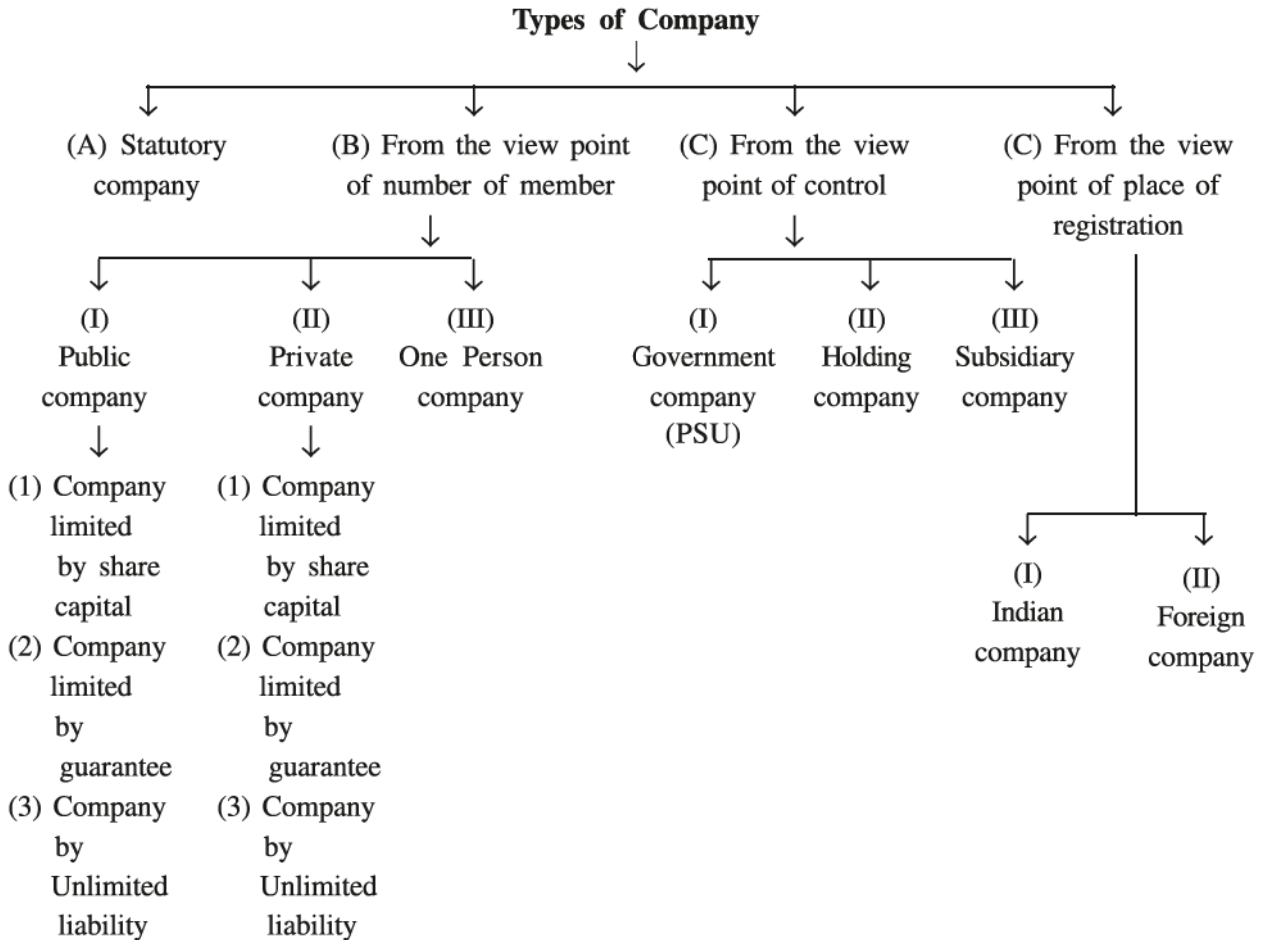 Types of Company
(A) Statutory
company
(B) From the view point
of number of member
(C) From the view
point of control
(C) From the view
point of place of
registration
(I)
Public
company
(II)
Private
company
(III)
One Person
company
(I)
Government
company
(PSU)
(II)
Holding
company
(III)
Subsidiary
company
(1) Company
limited
by share
capital
(2) Company
limited
by
guarantee
(3) Company
by
Unlimited
liability
(1) Company
limited
by share
capital
(2) Company
limited
by
guarantee
(3) Company
by
Unlimited
liability
(I)
Indian
company
(II)
Foreign
company